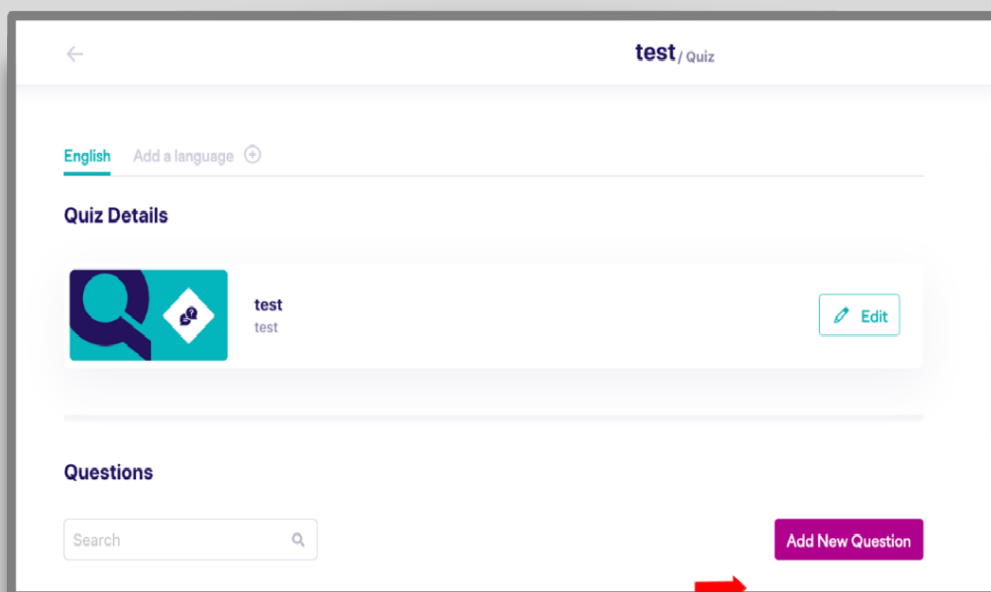 test / Quiz
English Add a language
Quiz Details
test
test
Edit
Questions
Search
Add New Question